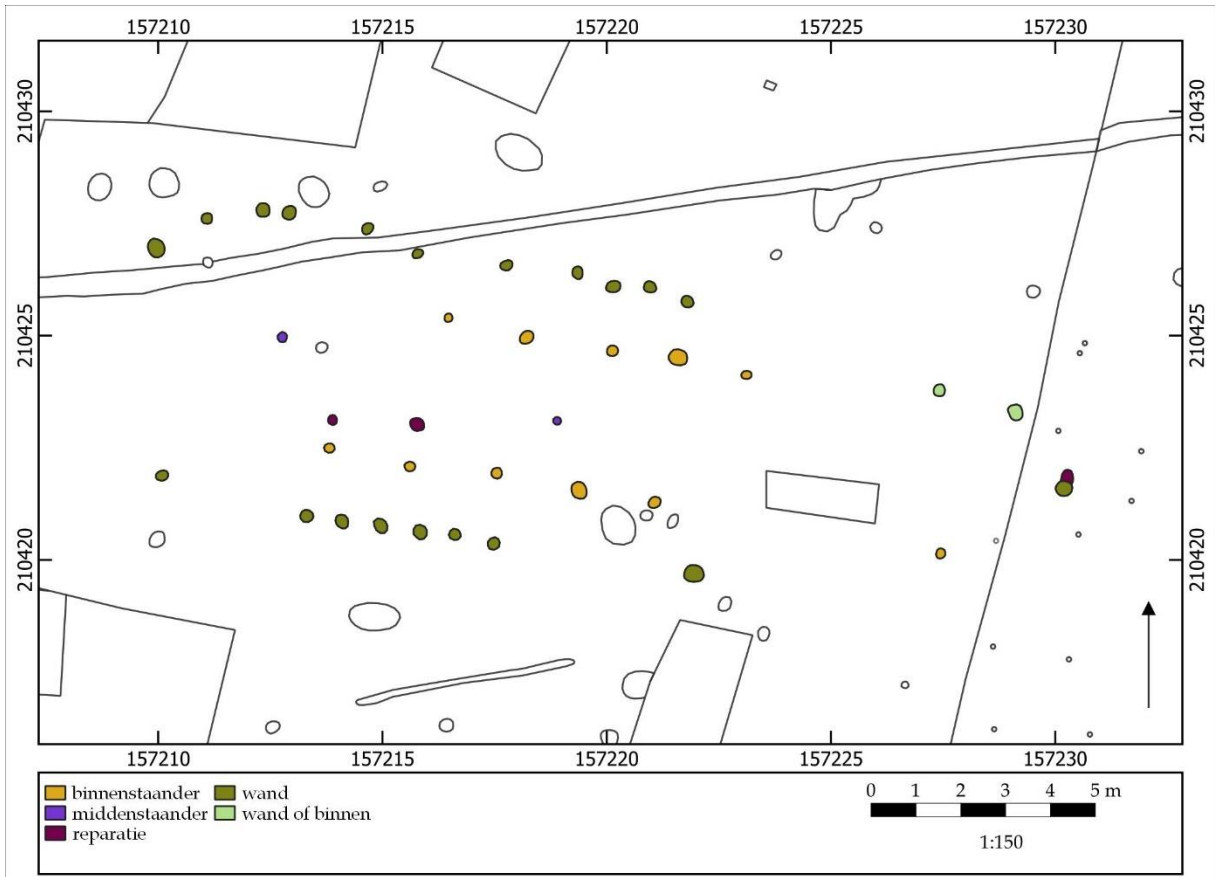 157210 157215 157220 157225 157230
210430 210430
210425 210425
210420 210420
157210 157215 157220 157225 157230
binnenstaander wand
middenstaander wand of binnen
reparatie
0 1 2 3 4 5 m
1:150